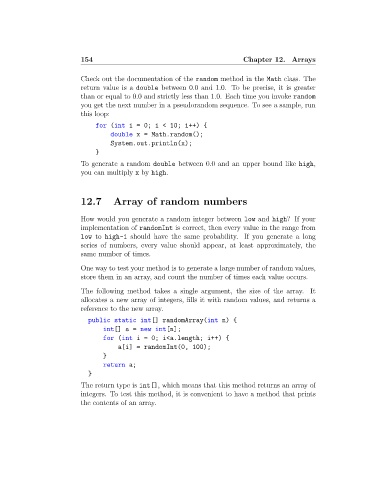 154 Chapter 12. Arrays
Check out the documentation of the random method in the Math class. The
return value is a double between 0.0 and 1.0. To be precise, it is greater
than or equal to 0.0 and strictly less than 1.0. Each time you invoke random
you get the next number in a pseudorandom sequence. To see a sample, run
this loop:
for (int i = 0; i < 10; i++) {
double x = Math.random();
System.out.println(x);
}
To generate a random double between 0.0 and an upper bound like high,
you can multiply x by high.
12.7 Array of random numbers
How would you generate a random integer between low and high? If your
implementation of randomInt is correct, then every value in the range from
low to high-1 should have the same probability. If you generate a long
series of numbers, every value should appear, at least approximately, the
same number of times.
One way to test your method is to generate a large number of random values,
store them in an array, and count the number of times each value occurs.
The following method takes a single argument, the size of the array. It
allocates a new array of integers, fills it with random values, and returns a
reference to the new array.
public static int[] randomArray(int n) {
int[] a = new int[n];
for (int i = 0; i<a.length; i++) {
a[i] = randomInt(0, 100);
}
return a;
}
The return type is int[], which means that this method returns an array of
integers. To test this method, it is convenient to have a method that prints
the contents of an array.